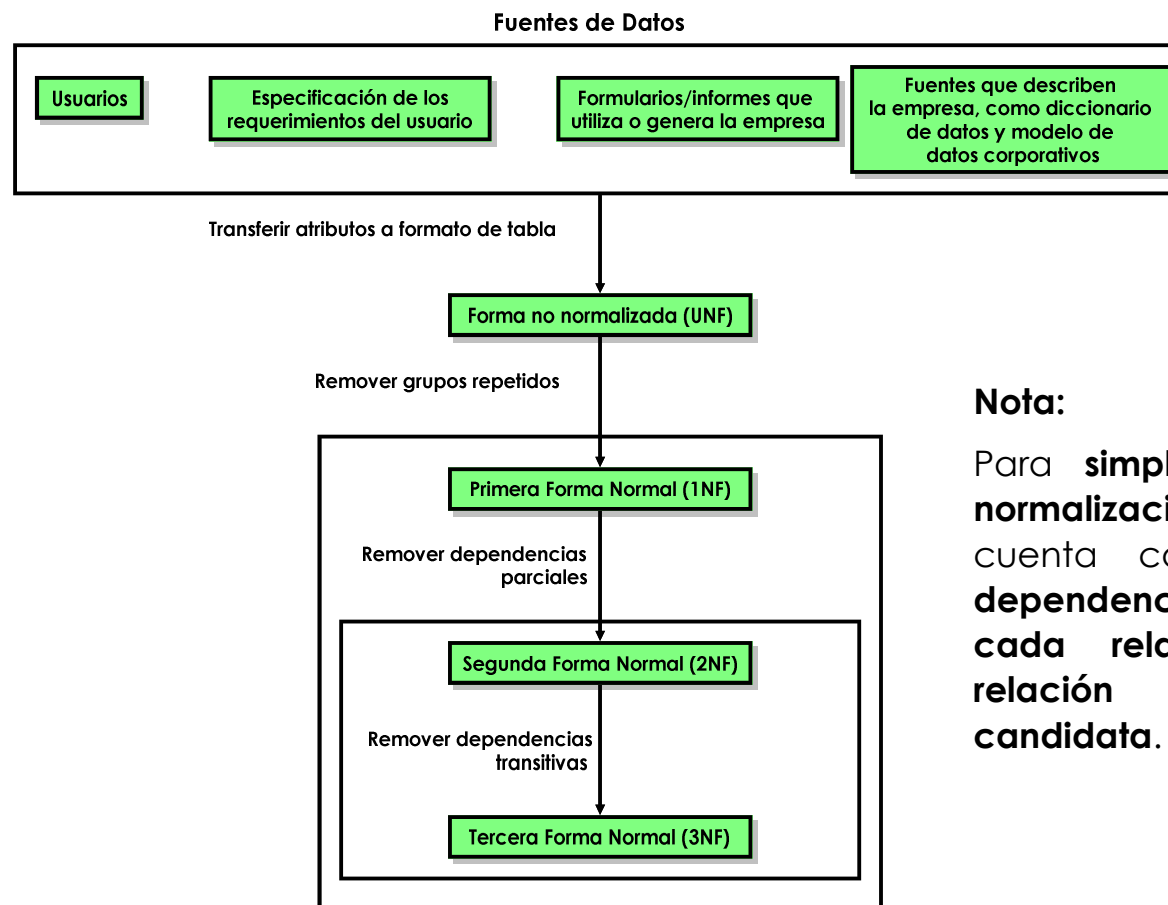 Fuentes de Datos
Usuarios
Especificación de los
requerimientos del usuario
Formularios/informes que
utiliza o genera la empresa
Fuentes que describen
la empresa, como diccionario
de datos y modelo de
datos corporativos
Transferir atributos a formato de tabla
Forma no normalizada (UNF)
Remover grupos repetidos
Primera Forma Normal (1NF)
Remover dependencias
parciales
Segunda Forma Normal (2NF)
Remover dependencias
transitivas
Tercera Forma Normal (3NF)
Nota:
Para
cuenta
cada
relación
candidata.